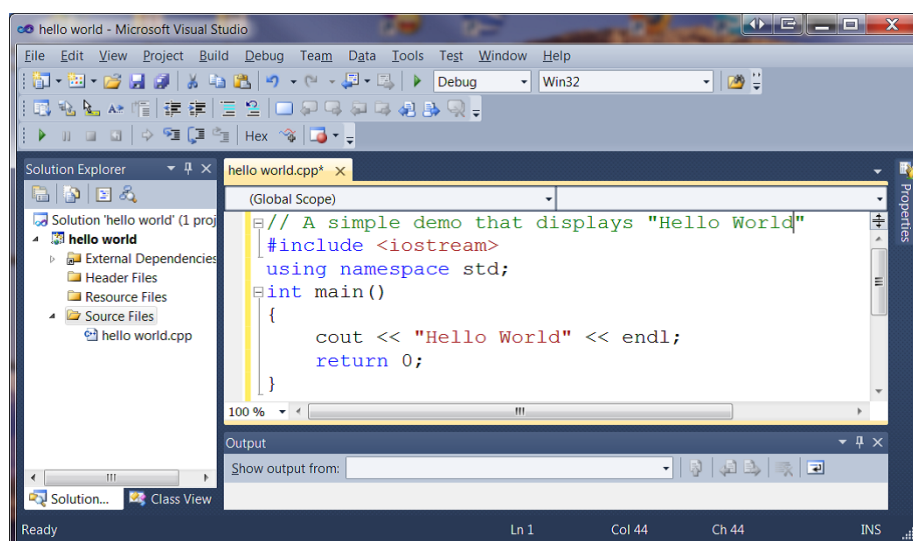 hello world - Microsoft Visual Studio
File Edit View Project Build Debug Team Data Tools Test Window Help
Debug Win32
Hex
Solution Explorer
Solution 'hello world' (1 proj
hello world
External Dependencies
Header Files
Resource Files
Source Files
hello world.cpp
Solution... Class View
hello world.cpp*
(Global Scope)
// A simple demo that displays "Hello World"
#include <iostream>
using namespace std;
int main()
{
cout << "Hello World" << endl;
return 0;
}
100 %
Output
Show output from:
Properties
Ready Ln 1 Col 44 Ch 44 INS